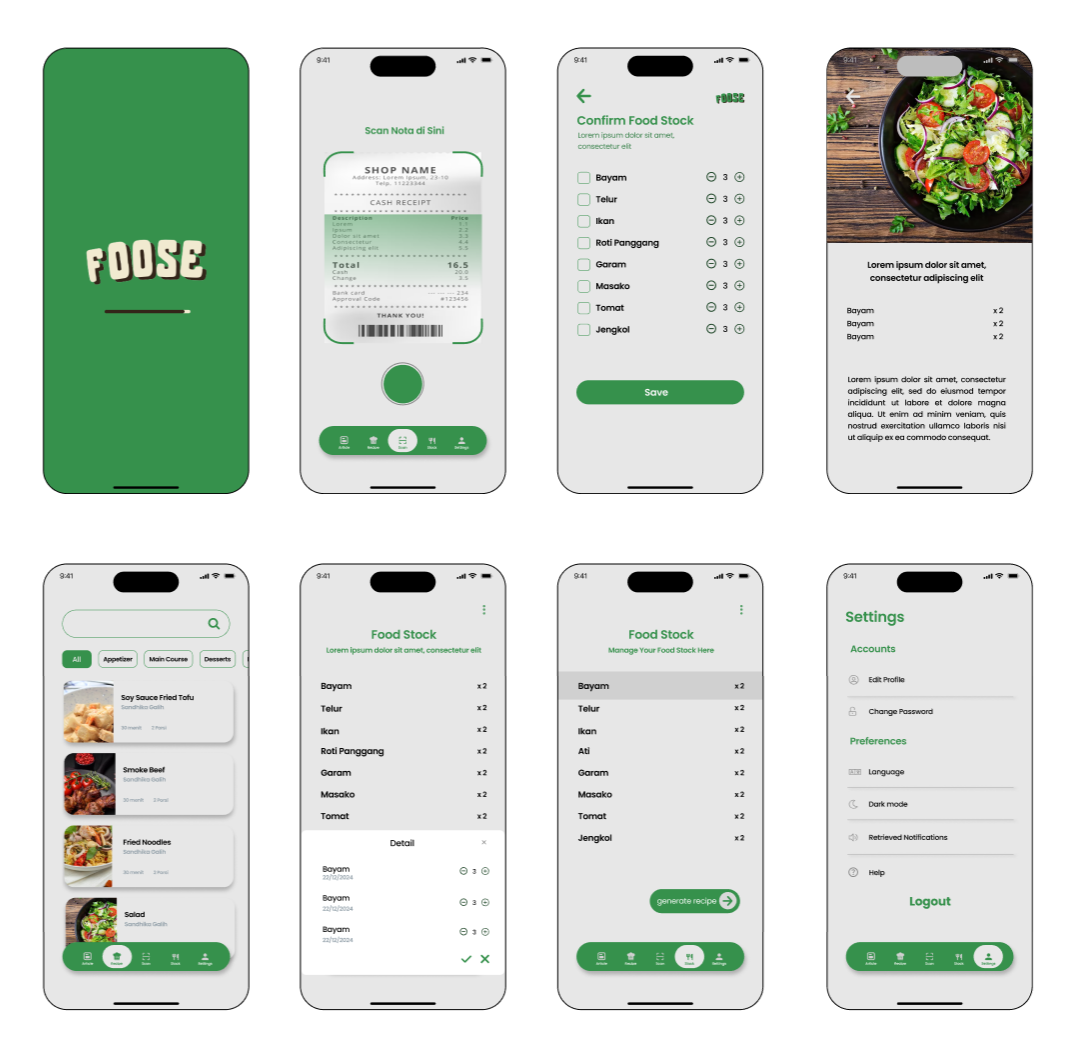 FOOSE
9:41
Scan Nota di Sini
SHOP NAME
Address: Lorem Ipsum, 23-10
Telp. 11223344
CASH RECEIPT
Description Price
Lorem 1.1
Ipsum 2.2
Dolor sit amet 3.3
Consectetur 4.4
Adipiscing elit 5.5
Total 16.5
Cash 20.0
Change 3.5
Bank card --- --- --- 234
Approval Code #123456
THANK YOU!
Article Recipe Scan Stock Settings
9:41
FOOSE
Confirm Food Stock
Lorem ipsum dolor sit amet,
consectetur elit
Bayam 3
Telur 3
Ikan 3
Roti Panggang 3
Garam 3
Masako 3
Tomat 3
Jengkol 3
Save
9:41
Lorem ipsum dolor sit amet,
consectetur adipiscing elit
Bayam x 2
Bayam x 2
Bayam x 2
Lorem ipsum dolor sit amet, consectetur
adipiscing elit, sed do eiusmod tempor
incididunt ut labore et dolore magna
aliqua. Ut enim ad minim veniam, quis
nostrud exercitation ullamco laboris nisi
ut aliquip ex ea commodo consequat.
9:41
All Appetizer Main Course Desserts
Soy Sauce Fried Tofu
Sandhika Galih
30 menit 2 Porsi
Smoke Beef
Sandhika Galih
30 menit 2 Porsi
Fried Noodles
Sandhika Galih
30 menit 2 Porsi
Salad
Sandhika Galih
Article Recipe Scan Stock Settings
9:41
Food Stock
Lorem ipsum dolor sit amet, consectetur elit
Bayam x 2
Telur x 2
Ikan x 2
Roti Panggang x 2
Garam x 2
Masako x 2
Tomat x 2
Detail ×
Bayam 3
22/12/2024
Bayam 3
22/12/2024
Bayam 3
22/12/2024
9:41
Food Stock
Manage Your Food Stock Here
Bayam x 2
Telur x 2
Ikan x 2
Ati x 2
Garam x 2
Masako x 2
Tomat x 2
Jengkol x 2
generate recipe
Article Recipe Scan Stock Settings
9:41
Settings
Accounts
Edit Profile
Change Password
Preferences
Language
Dark mode
Retrieved Notifications
Help
Logout
Article Recipe Scan Stock Settings